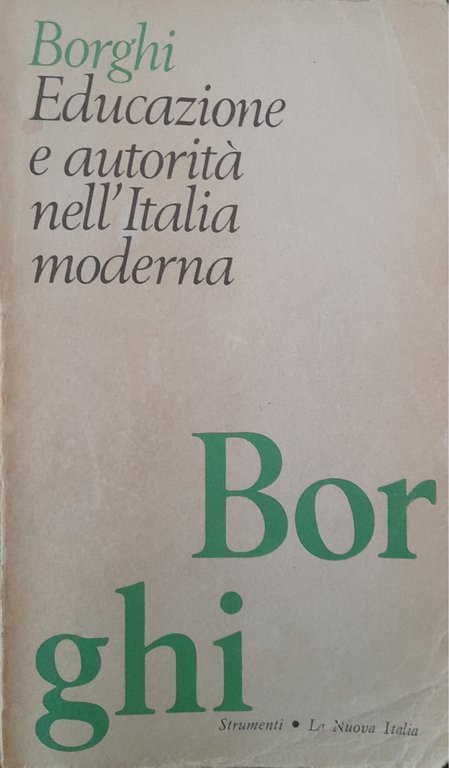 Borghi
Educazione
e autorità
nell'Italia
moderna
Bor
ghi
Strumenti • La Nuova Italia